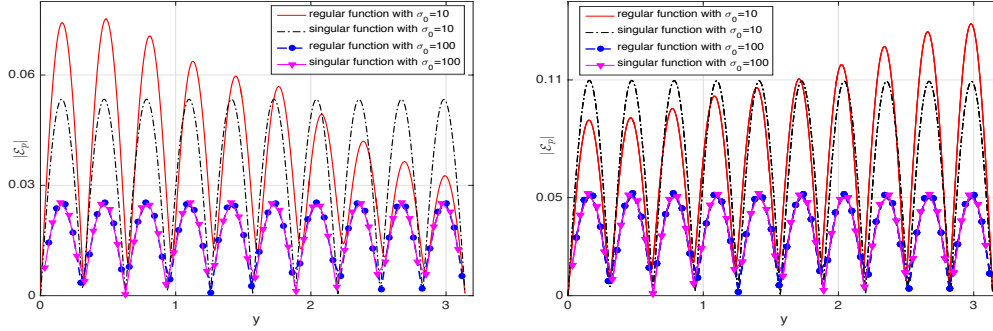 regular function with σ₀=10
singular function with σ₀=10
regular function with σ₀=100
singular function with σ₀=100
|ℰₚ|
0.06
0.03
0
0 1 2 3
y
regular function with σ₀=10
singular function with σ₀=10
regular function with σ₀=100
singular function with σ₀=100
|ℰₚ|
0.11
0.05
0
0 1 2 3
y